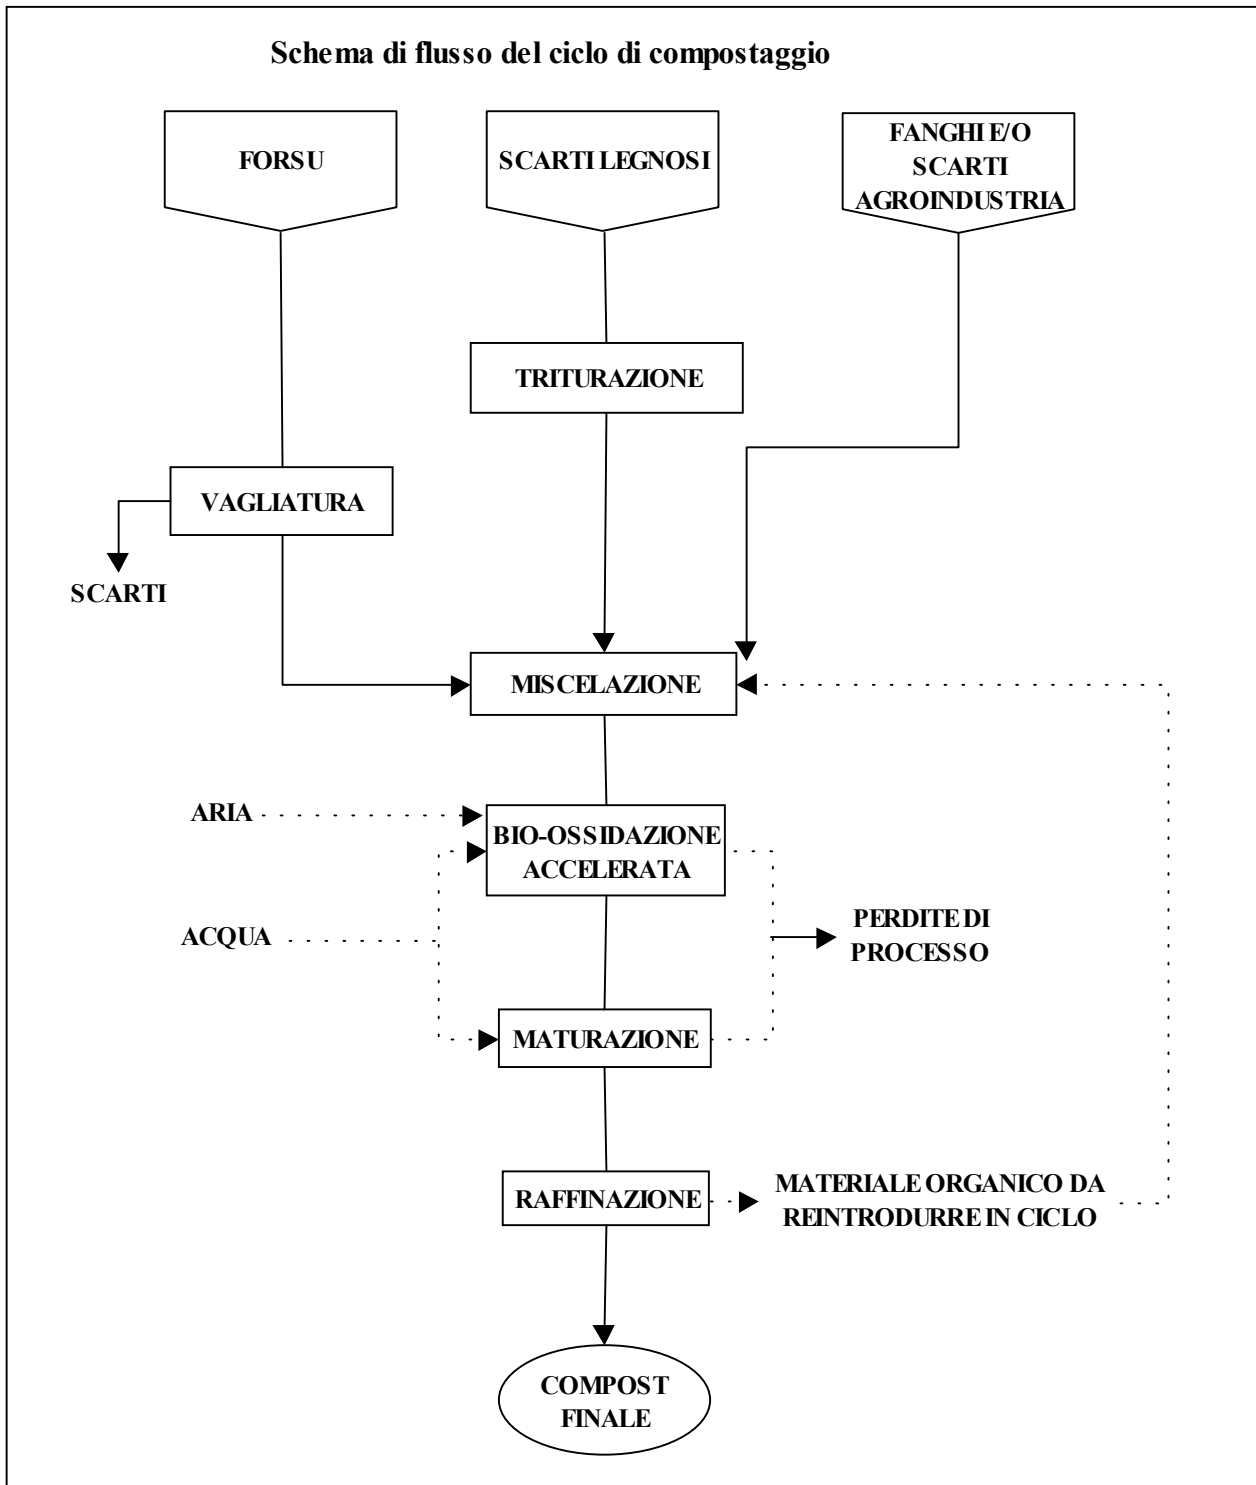 Schema di flusso del ciclo di compostaggio
FORSU
SCARTI LEGNOSI
FANGHI E/O
SCARTI
AGROINDUSTRIA
TRITURAZIONE
VAGLIATURA
SCARTI
MISCELAZIONE
ARIA
BIO-OSSIDAZIONE
ACCELERATA
ACQUA
PERDITE DI
PROCESSO
MATURAZIONE
RAFFINAZIONE
MATERIALE ORGANICO DA
REINTRODURRE IN CICLO
COMPOST
FINALE